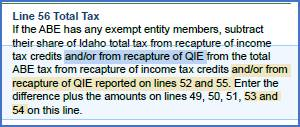 Line 56 Total Tax
If the ABE has any exempt entity members, subtract
their share of Idaho total tax from recapture of income
tax credits and/or from recapture of QIE from the total
ABE tax from recapture of income tax credits and/or from
recapture of QIE reported on lines 52 and 55. Enter the
difference plus the amounts on lines 49, 50, 51, 53 and
54 on this line.